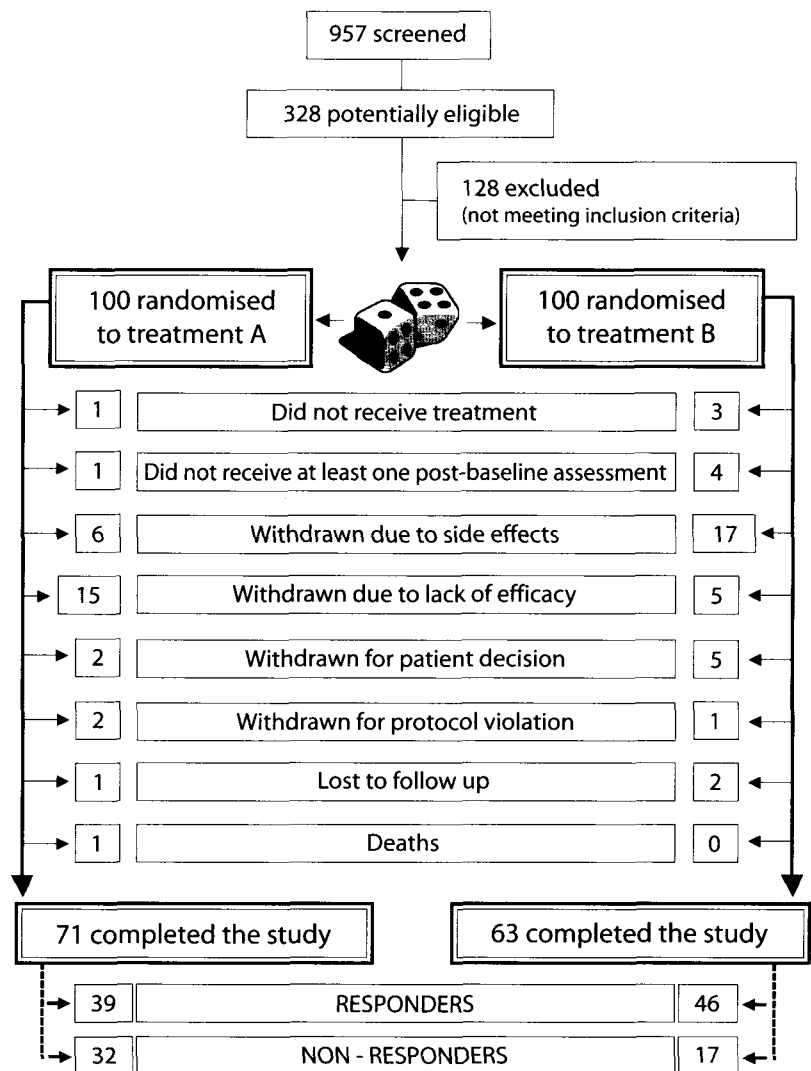 957 screened
328 potentially eligible
128 excluded
(not meeting inclusion criteria)
100 randomised
to treatment A
100 randomised
to treatment B
1 Did not receive treatment 3
1 Did not receive at least one post-baseline assessment 4
6 Withdrawn due to side effects 17
15 Withdrawn due to lack of efficacy 5
2 Withdrawn for patient decision 5
2 Withdrawn for protocol violation 1
1 Lost to follow up 2
1 Deaths 0
71 completed the study
63 completed the study
39 RESPONDERS 46
32 NON - RESPONDERS 17